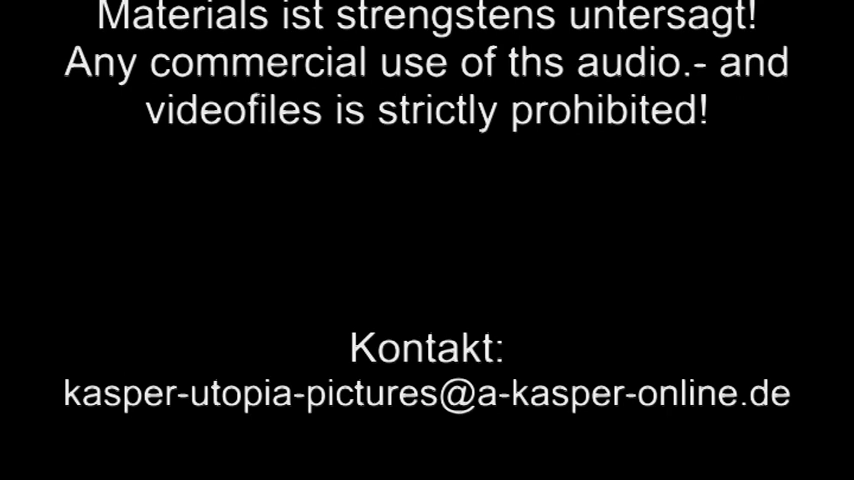 Materials ist strengstens untersagt!
Any commercial use of ths audio.- and
videofiles is strictly prohibited!
Kontakt:
kasper-utopia-pictures@a-kasper-online.de